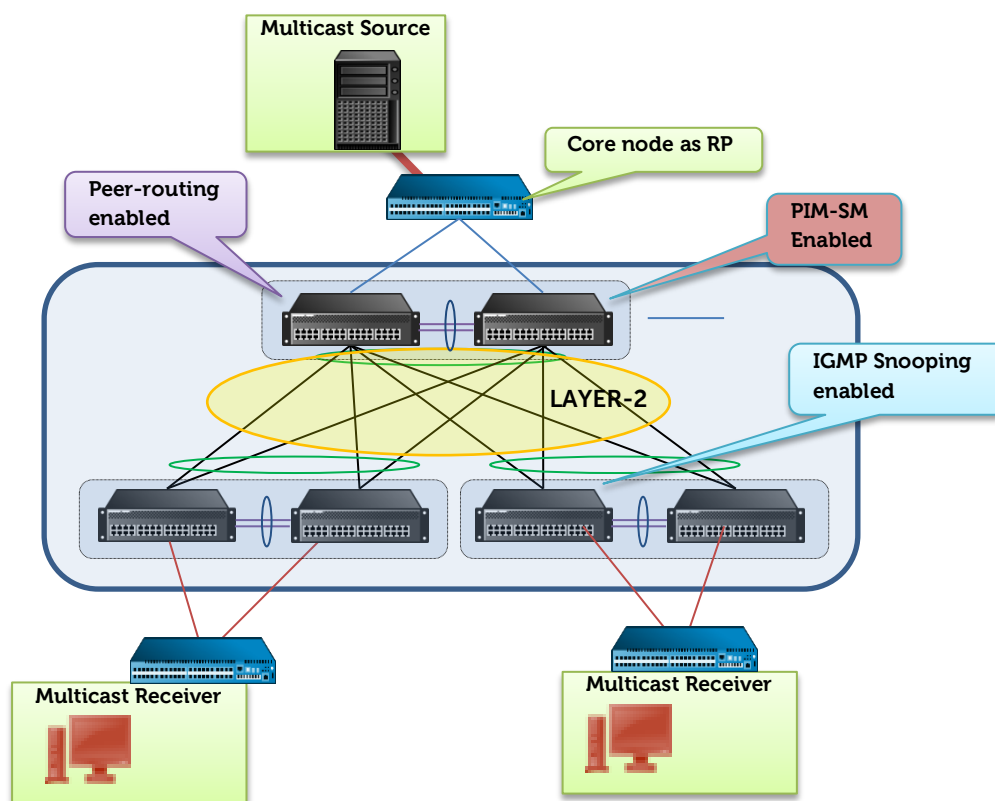 Multicast Source
Core node as RP
Peer-routing
enabled
PIM-SM
Enabled
IGMP Snooping
enabled
LAYER-2
Multicast Receiver
Multicast Receiver